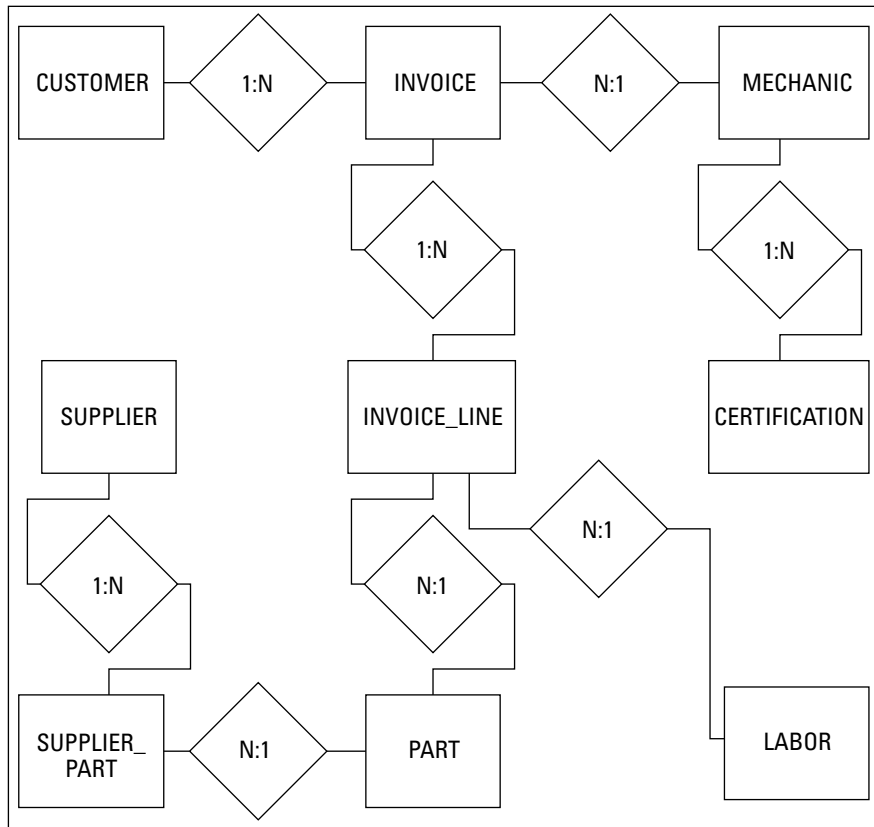 CUSTOMER
1:N
INVOICE
N:1
MECHANIC
1:N
1:N
SUPPLIER
INVOICE_LINE
CERTIFICATION
N:1
1:N
N:1
SUPPLIER_
PART
N:1
PART
LABOR